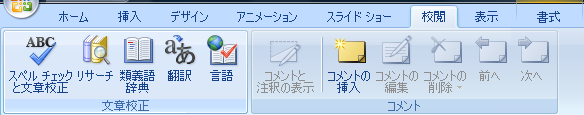 ホーム 挿入 デザイン アニメーション スライド ショー 校閲 表示 書式
ABC
スペル チェック
と文章校正
リサーチ
類義語
辞典
あ
翻訳
言語
文章校正
コメントと
注釈の表示
コメントの
挿入
コメントの
編集
コメントの
削除
前へ
次へ
コメント